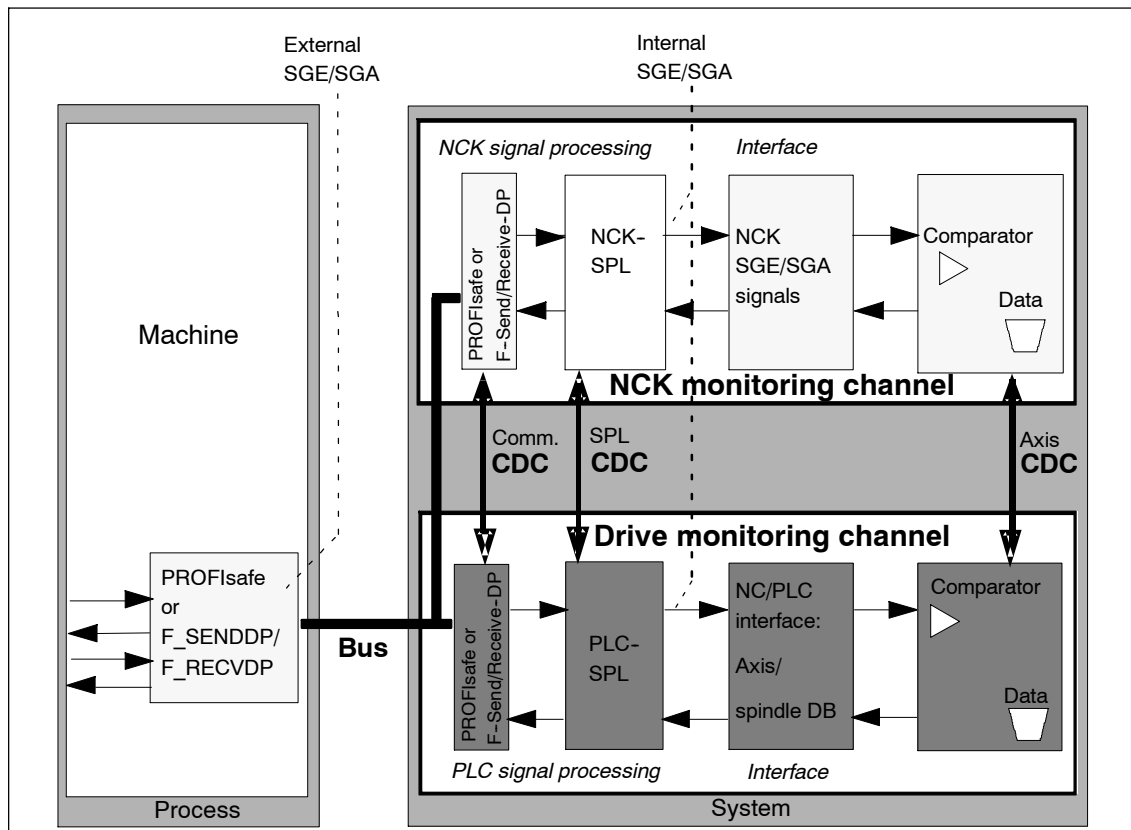 External
SGE/SGA
Internal
SGE/SGA
Machine
PROFIsafe
or
F_SENDDP/
F_RECVDP
Process
Bus
NCK signal processing
Interface
PROFIsafe or
F-Send/Receive-DP
NCK-
SPL
NCK
SGE/SGA
signals
Comparator
Data
NCK monitoring channel
Comm.
CDC
SPL
CDC
Axis
CDC
Drive monitoring channel
PROFIsafe or
F-Send/Receive-DP
PLC-
SPL
NC/PLC
interface:
Axis/
spindle DB
Comparator
Data
PLC signal processing
Interface
System